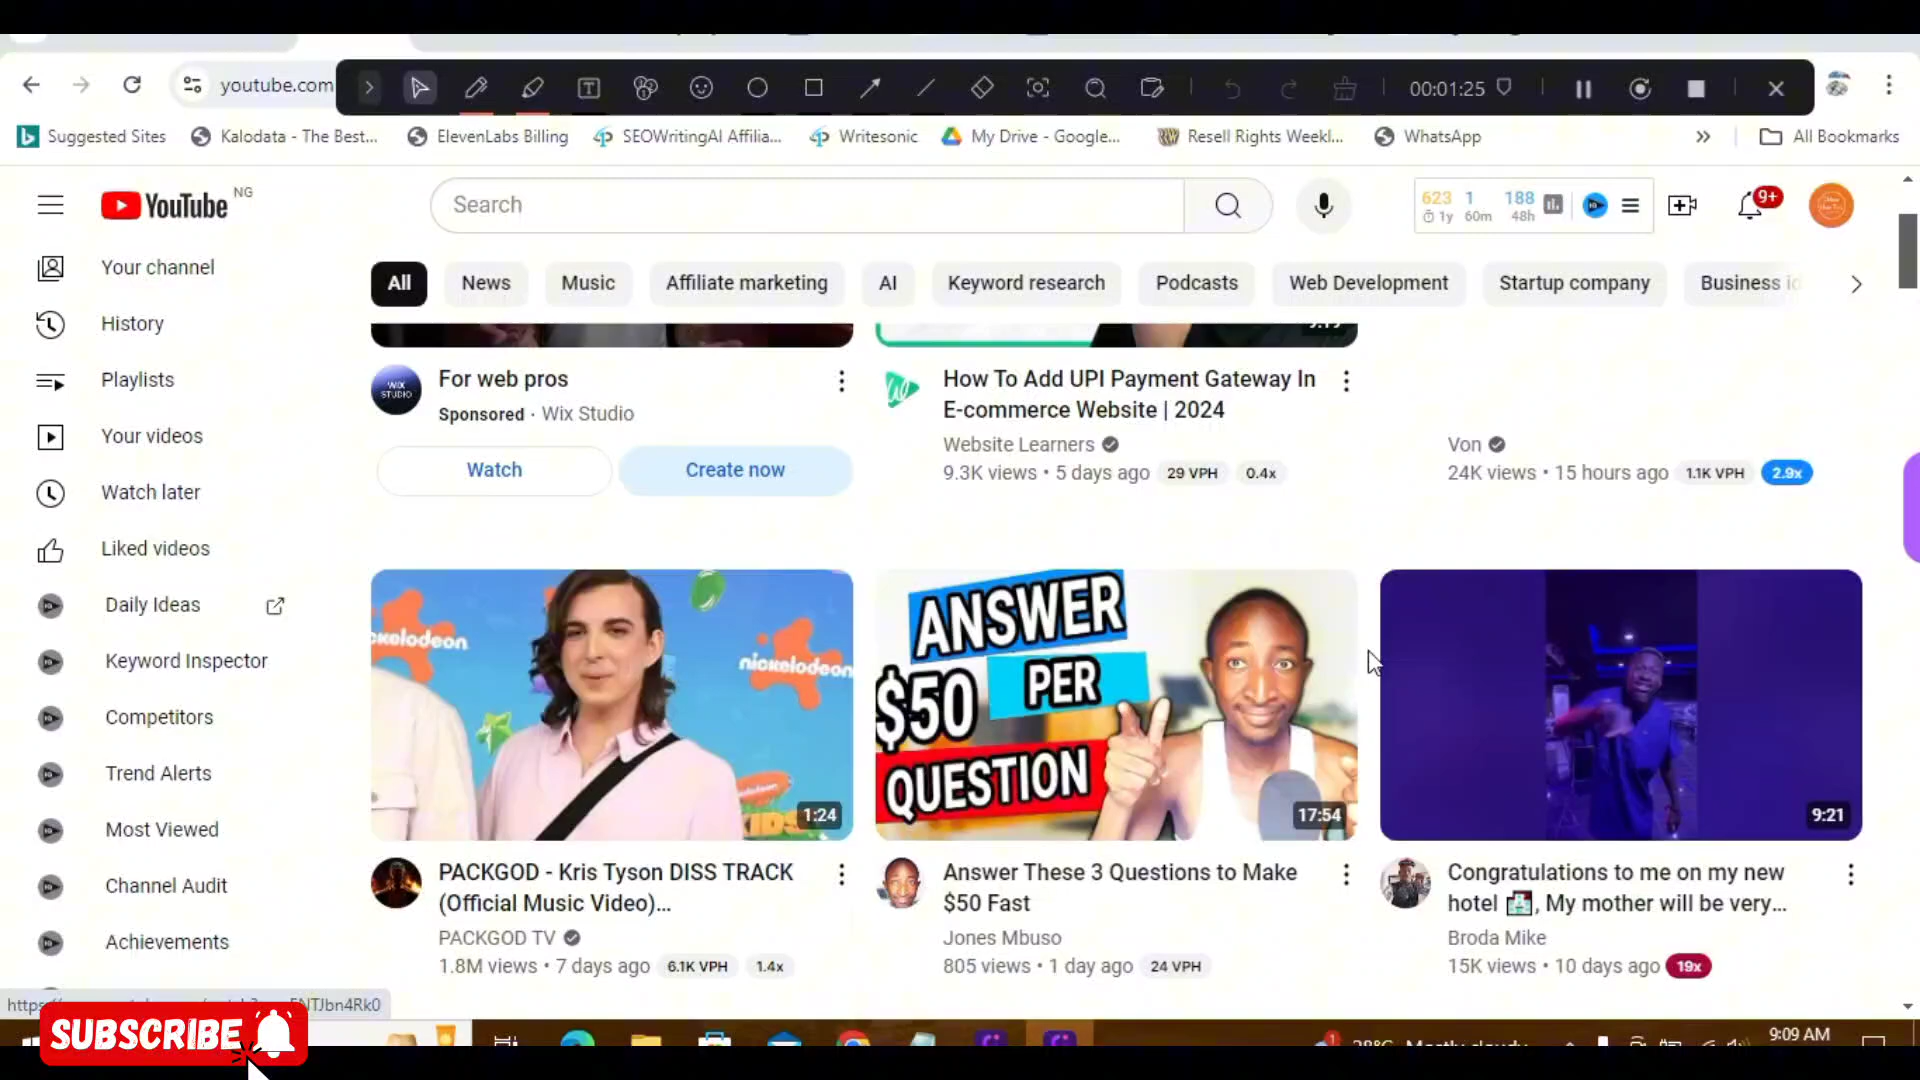 youtube.com
00:01:25
Suggested Sites
Kalodata - The Best...
ElevenLabs Billing
SEOWritingAI Affilia...
Writesonic
My Drive - Google...
Resell Rights Weekl...
WhatsApp
All Bookmarks
YouTube NG
Search
623 1 188
1y 60m 48h
9+
Your channel
History
Playlists
Your videos
Watch later
Liked videos
Daily Ideas
Keyword Inspector
Competitors
Trend Alerts
Most Viewed
Channel Audit
Achievements
All
News
Music
Affiliate marketing
AI
Keyword research
Podcasts
Web Development
Startup company
Business
WIX STUDIO
For web pros
Sponsored · Wix Studio
Watch
Create now
How To Add UPI Payment Gateway In
E-commerce Website | 2024
Website Learners
9.3K views • 5 days ago 29 VPH 0.4x
Von
24K views • 15 hours ago 1.1K VPH 2.9x
nickelodeon
1:24
PACKGOD - Kris Tyson DISS TRACK
(Official Music Video)...
PACKGOD TV
1.8M views • 7 days ago 6.1K VPH 1.4x
ANSWER
$50 PER
QUESTION
17:54
Answer These 3 Questions to Make
$50 Fast
Jones Mbuso
805 views • 1 day ago 24 VPH
9:21
Congratulations to me on my new
hotel 🏨, My mother will be very...
Broda Mike
15K views • 10 days ago 19x
SUBSCRIBE
9:09 AM